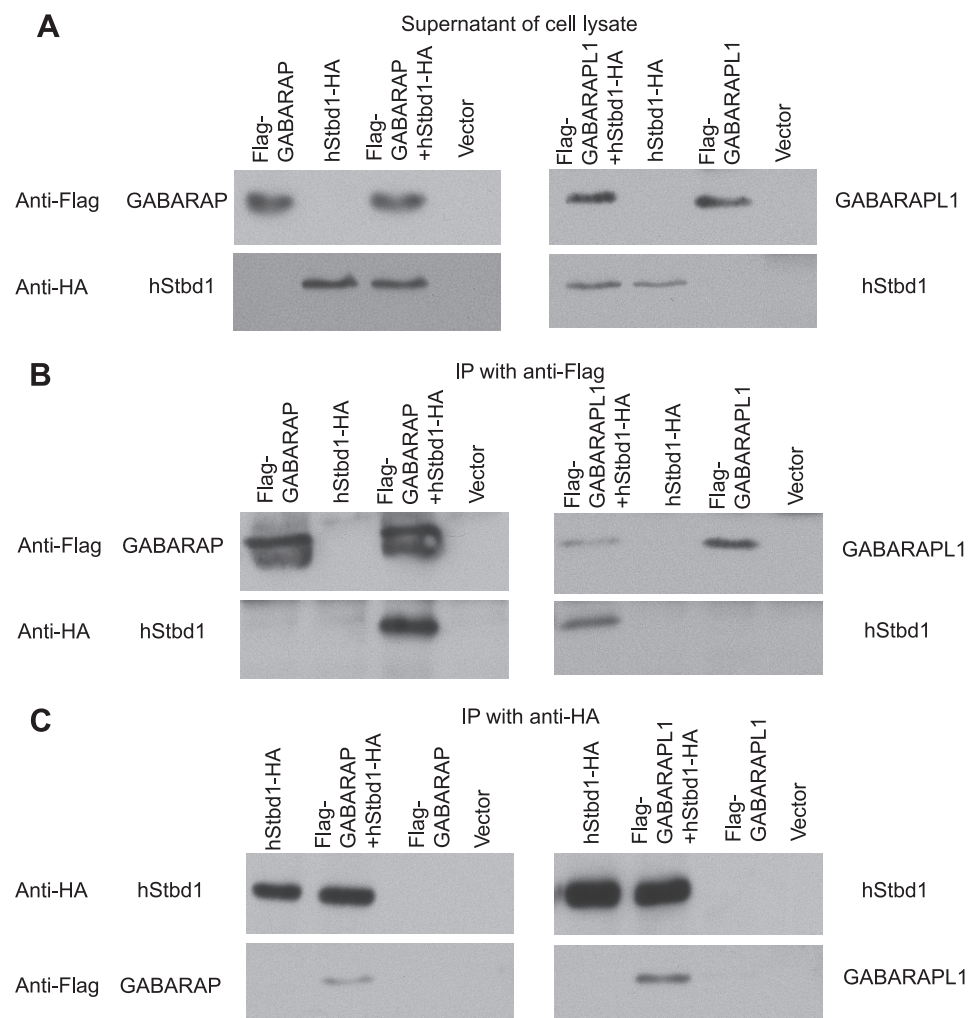 A
Supernatant of cell lysate
Flag-
GABARAP
hStbd1-HA
Flag-
GABARAP
+hStbd1-HA
Vector
Flag-
GABARAPL1
+hStbd1-HA
hStbd1-HA
Flag-
GABARAPL1
Vector
Anti-Flag GABARAP GABARAPL1
Anti-HA hStbd1 hStbd1
B
IP with anti-Flag
Flag-
GABARAP
hStbd1-HA
Flag-
GABARAP
+hStbd1-HA
Vector
Flag-
GABARAPL1
+hStbd1-HA
hStbd1-HA
Flag-
GABARAPL1
Vector
Anti-Flag GABARAP GABARAPL1
Anti-HA hStbd1 hStbd1
C
IP with anti-HA
hStbd1-HA
Flag-
GABARAP
+hStbd1-HA
Flag-
GABARAP
Vector
hStbd1-HA
Flag-
GABARAPL1
+hStbd1-HA
Flag-
GABARAPL1
Vector
Anti-HA hStbd1 hStbd1
Anti-Flag GABARAP GABARAPL1